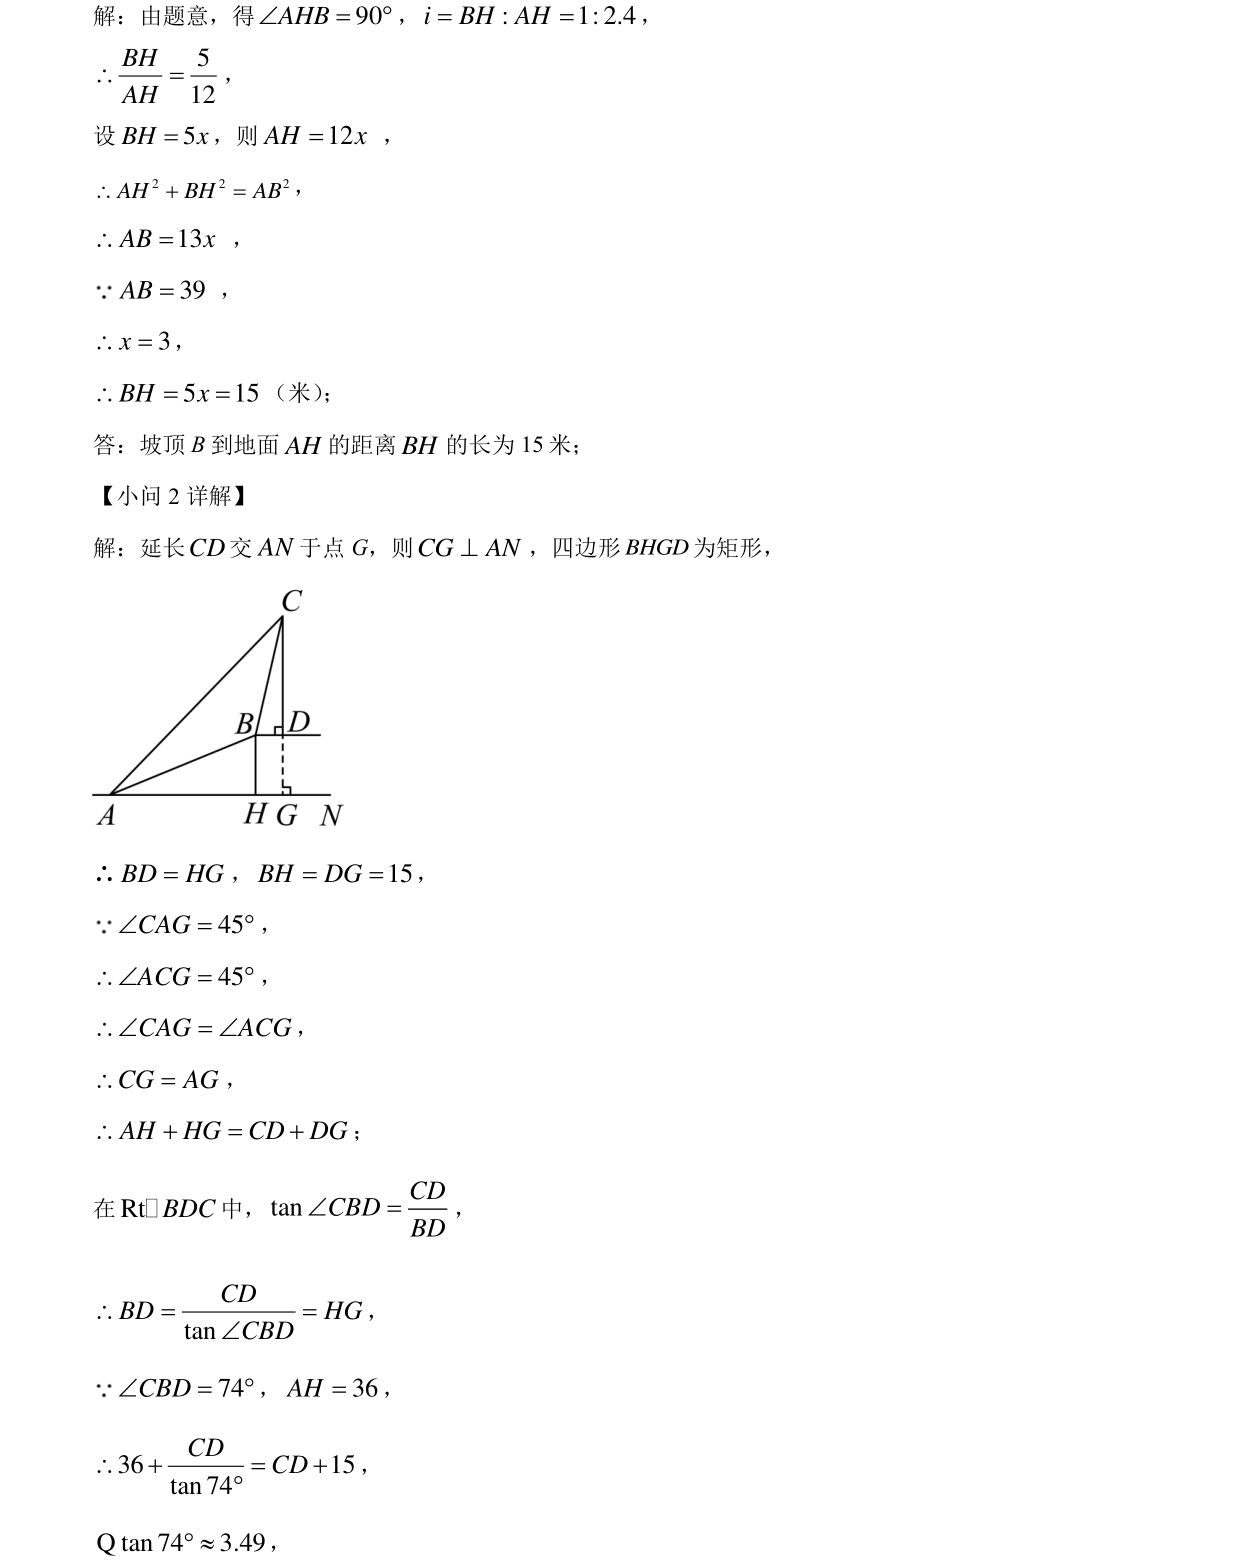 解：由题意，得∠AHB = 90°，i = BH : AH = 1 : 2.4，
∴ BH/AH = 5/12，
设 BH = 5x，则 AH = 12x ，
∴ AH² + BH² = AB²，
∴ AB = 13x ，
∵ AB = 39 ，
∴ x = 3，
∴ BH = 5x = 15（米）；
答：坡顶 B 到地面 AH 的距离 BH 的长为 15 米；
【小问 2 详解】
解：延长 CD 交 AN 于点 G，则 CG ⊥ AN ，四边形 BHGD 为矩形，
C
B D
A H G N
∴ BD = HG ，BH = DG = 15，
∵ ∠CAG = 45°，
∴ ∠ACG = 45°，
∴ ∠CAG = ∠ACG，
∴ CG = AG ，
∴ AH + HG = CD + DG；
在 Rt□BDC 中，tan ∠CBD = CD/BD ，
∴ BD = CD/tan ∠CBD = HG，
∵ ∠CBD = 74°，AH = 36，
∴ 36 + CD/tan 74° = CD + 15，
Q tan 74° ≈ 3.49，